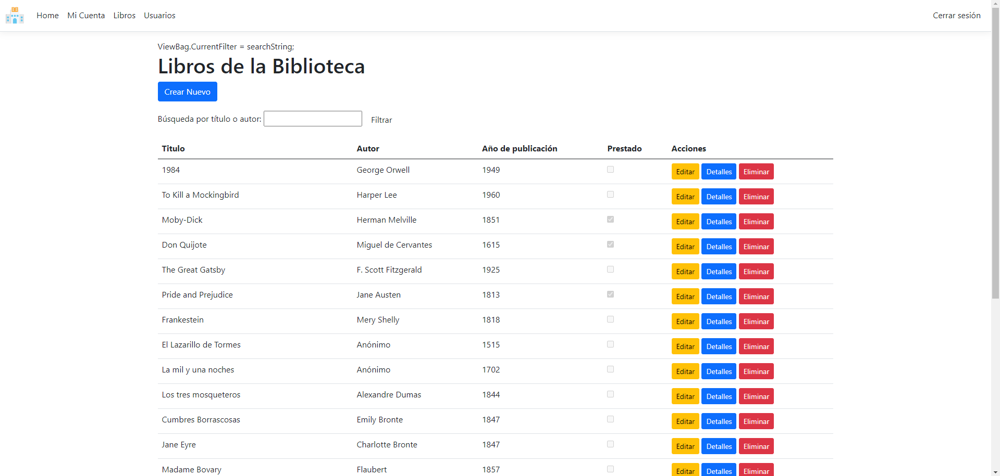 Home Mi Cuenta Libros Usuarios Cerrar sesión
ViewBag.CurrentFilter = searchString;
Libros de la Biblioteca
Crear Nuevo
Búsqueda por título o autor: Filtrar
Titulo Autor Año de publicación Prestado Acciones
1984 George Orwell 1949 Editar Detalles Eliminar
To Kill a Mockingbird Harper Lee 1960 Editar Detalles Eliminar
Moby-Dick Herman Melville 1851 Editar Detalles Eliminar
Don Quijote Miguel de Cervantes 1615 Editar Detalles Eliminar
The Great Gatsby F. Scott Fitzgerald 1925 Editar Detalles Eliminar
Pride and Prejudice Jane Austen 1813 Editar Detalles Eliminar
Frankestein Mery Shelly 1818 Editar Detalles Eliminar
El Lazarillo de Tormes Anónimo 1515 Editar Detalles Eliminar
La mil y una noches Anónimo 1702 Editar Detalles Eliminar
Los tres mosqueteros Alexandre Dumas 1844 Editar Detalles Eliminar
Cumbres Borrascosas Emily Bronte 1847 Editar Detalles Eliminar
Jane Eyre Charlotte Bronte 1847 Editar Detalles Eliminar
Madame Bovary Flaubert 1857 Editar Detalles Eliminar